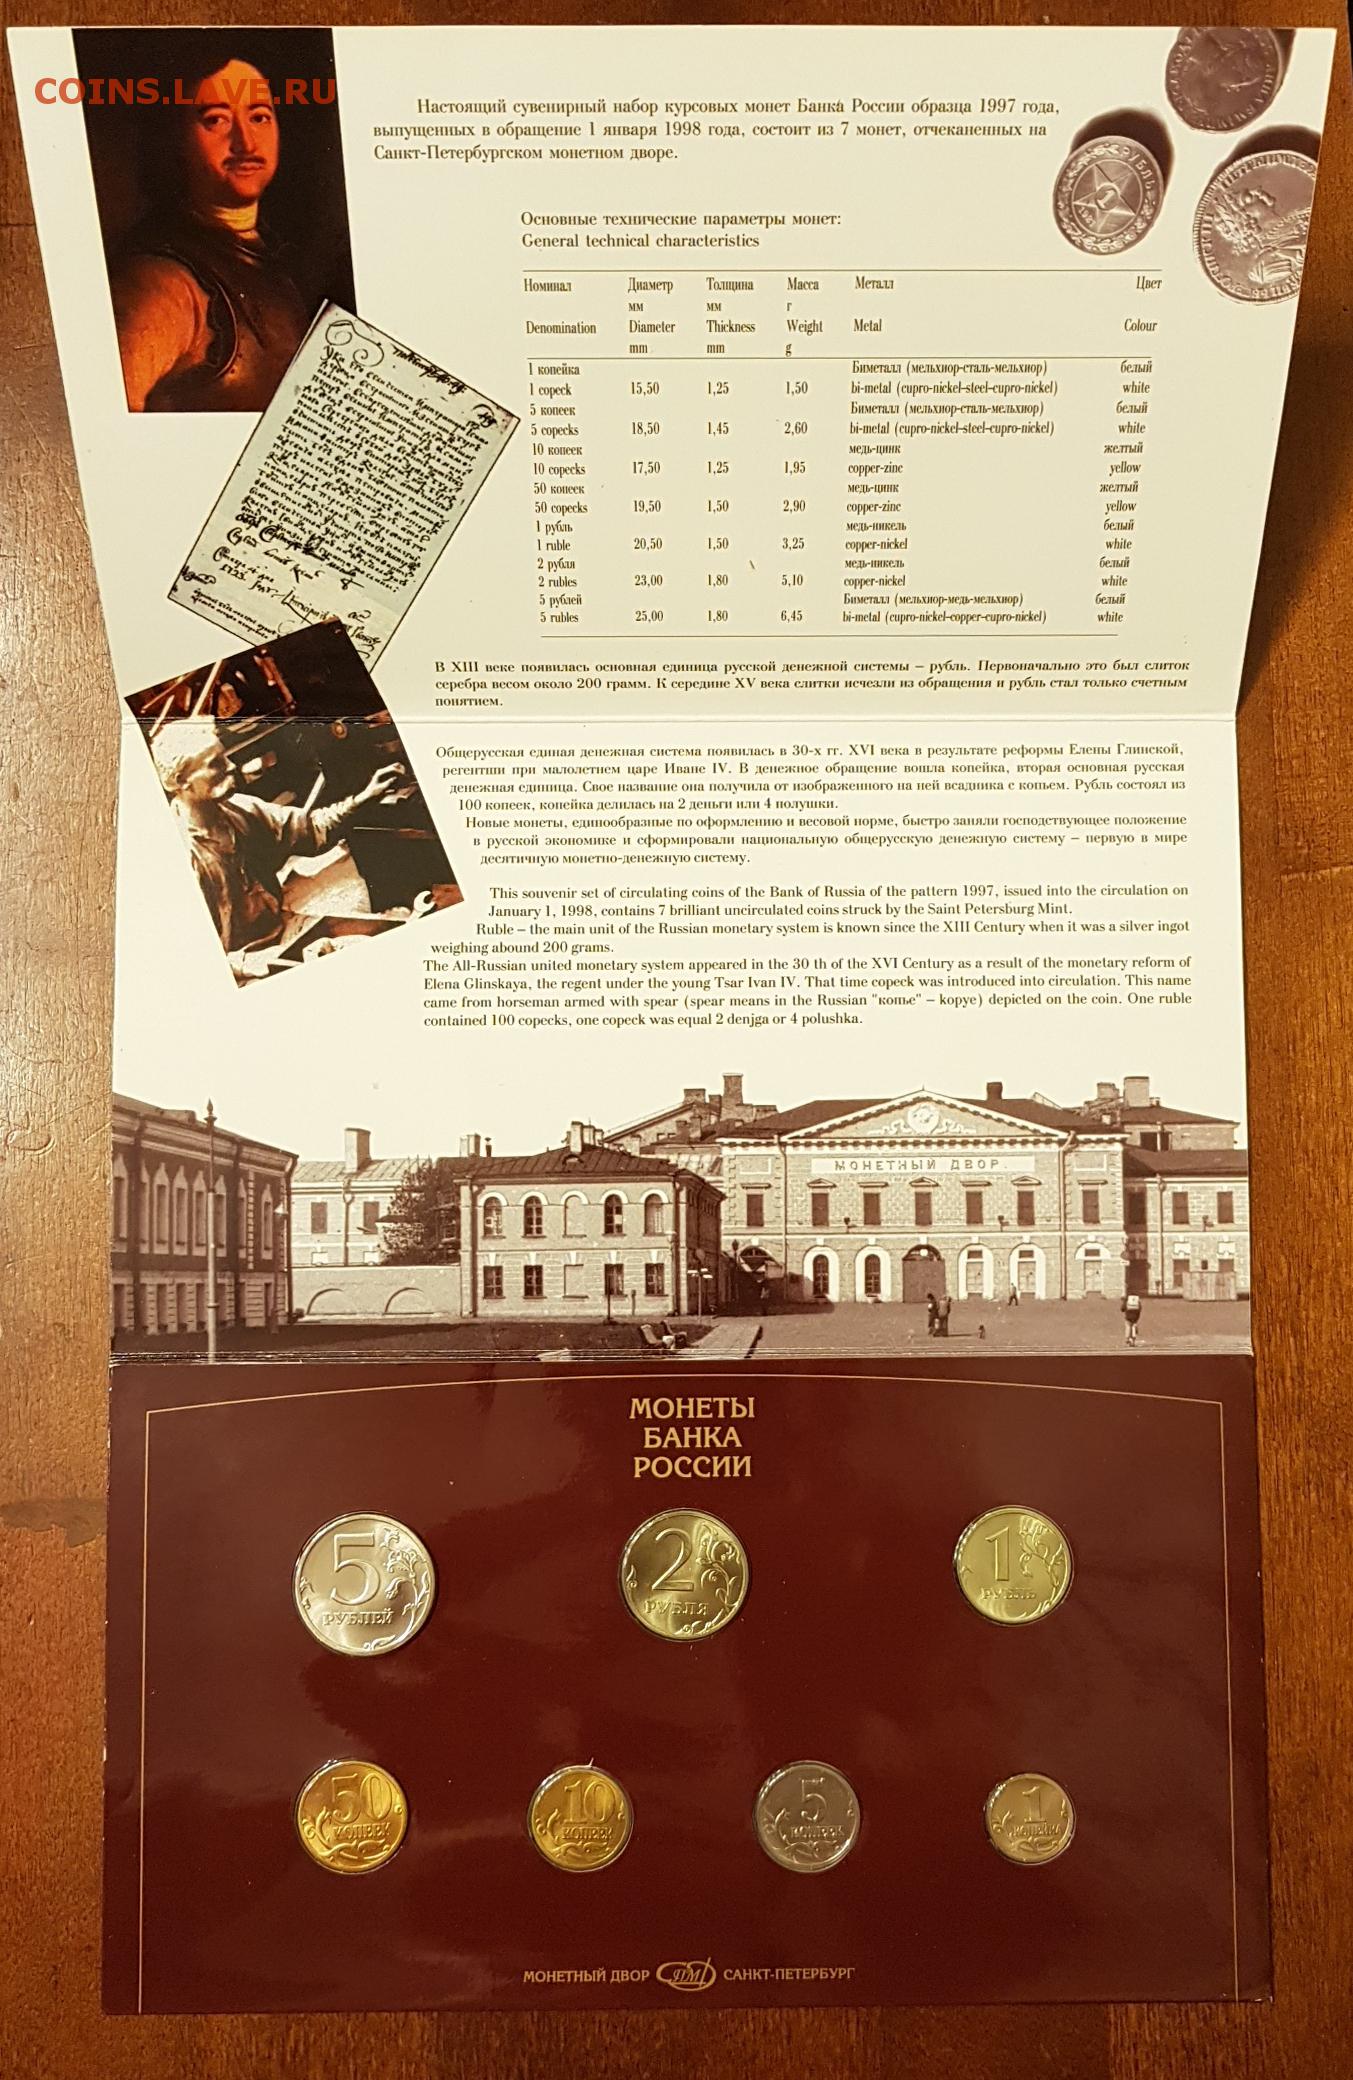 COINS.LAVE.RU
Настоящий сувенирный набор курсовых монет Банка России образца 1997 года,
выпущенных в обращение 1 января 1998 года, состоит из 7 монет, отчеканенных на
Санкт-Петербургском монетном дворе.
Основные технические параметры монет:
General technical characteristics
Номинал Диаметр Толщина Масса Металл Цвет
мм мм г
Denomination Diameter Thickness Weight Metal Colour
mm mm g
1 копейка Биметалл (мельхиор-сталь-мельхиор) белый
1 copeck 15,50 1,25 1,50 bi-metal (cupro-nickel-steel-cupro-nickel) white
5 копеек Биметалл (мельхиор-сталь-мельхиор) белый
5 copecks 18,50 1,45 2,60 bi-metal (cupro-nickel-steel-cupro-nickel) white
10 копеек медь-цинк желтый
10 copecks 17,50 1,25 1,95 copper-zinc yellow
50 копеек медь-цинк желтый
50 copecks 19,50 1,50 2,90 copper-zinc yellow
1 рубль медь-никель белый
1 ruble 20,50 1,50 3,25 copper-nickel white
2 рубля медь-никель белый
2 rubles 23,00 1,80 5,10 copper-nickel white
5 рублей Биметалл (мельхиор-медь-мельхиор) белый
5 rubles 25,00 1,80 6,45 bi-metal (cupro-nickel-copper-cupro-nickel) white
В XIII веке появилась основная единица русской денежной системы – рубль. Первоначально это был слиток
серебра весом около 200 грамм. К середине XV века слитки исчезли из обращения и рубль стал только счетным
понятием.
Общерусская единая денежная система появилась в 30-х гг. XVI века в результате реформы Елены Глинской,
регентши при малолетнем царе Иване IV. В денежное обращение вошла копейка, вторая основная русская
денежная единица. Свое название она получила от изображенного на ней всадника с копьем. Рубль состоял из
100 копеек, копейка делилась на 2 деньги или 4 полушки.
Новые монеты, единообразные по оформлению и весовой норме, быстро заняли господствующее положение
в русской экономике и сформировали национальную общерусскую денежную систему – первую в мире
десятичную монетно-денежную систему.
This souvenir set of circulating coins of the Bank of Russia of the pattern 1997, issued into the circulation on
January 1, 1998, contains 7 brilliant uncirculated coins struck by the Saint Petersburg Mint.
Ruble – the main unit of the Russian monetary system is known since the XIII Century when it was a silver ingot
weighing abound 200 grams.
The All-Russian united monetary system appeared in the 30 th of the XVI Century as a result of the monetary reform of
Elena Glinskaya, the regent under the young Tsar Ivan IV. That time copeck was introduced into circulation. This name
came from horseman armed with spear (spear means in the Russian "копье" – kopye) depicted on the coin. One ruble
contained 100 copecks, one copeck was equal 2 denjga or 4 polushka.
МОНЕТНЫЙ ДВОР.
МОНЕТЫ
БАНКА
РОССИИ
5 РУБЛЕЙ
2 РУБЛЯ
1 РУБЛЬ
50 КОПЕЕК
10 КОПЕЕК
5 КОПЕЕК
1 КОПЕЙКА
МОНЕТНЫЙ ДВОР СПМД САНКТ-ПЕТЕРБУРГ